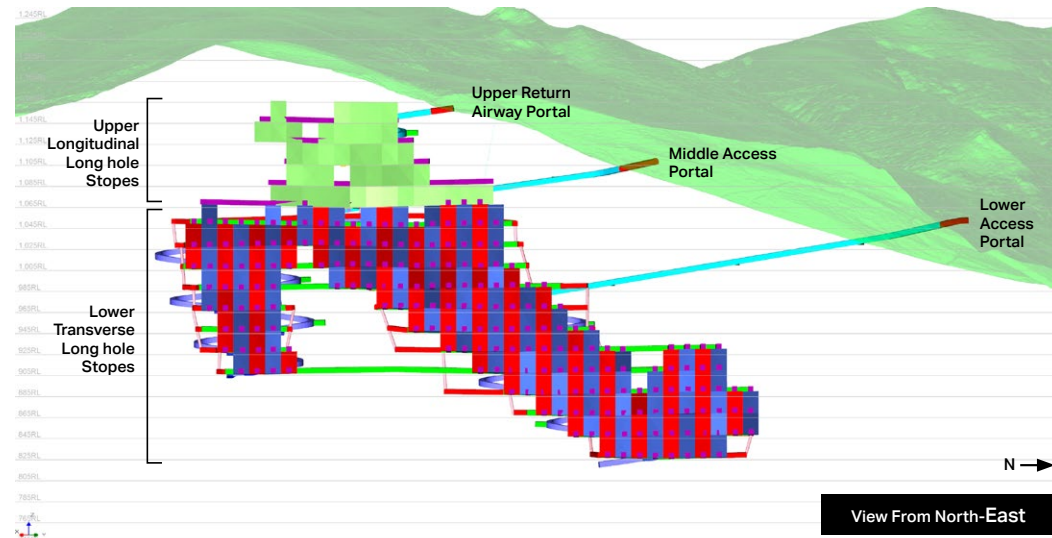 1,245RL
Upper Return
Airway Portal
Upper
Longitudinal
Long hole
Stopes
1,145RL
1,125RL
1,105RL
1,085RL
1,065RL
Middle Access
Portal
Lower
Access
Portal
1,045RL
1,025RL
1,005RL
985RL
965RL
945RL
925RL
905RL
885RL
865RL
845RL
825RL
805RL
785RL
Lower
Transverse
Long hole
Stopes
N
View From North-East